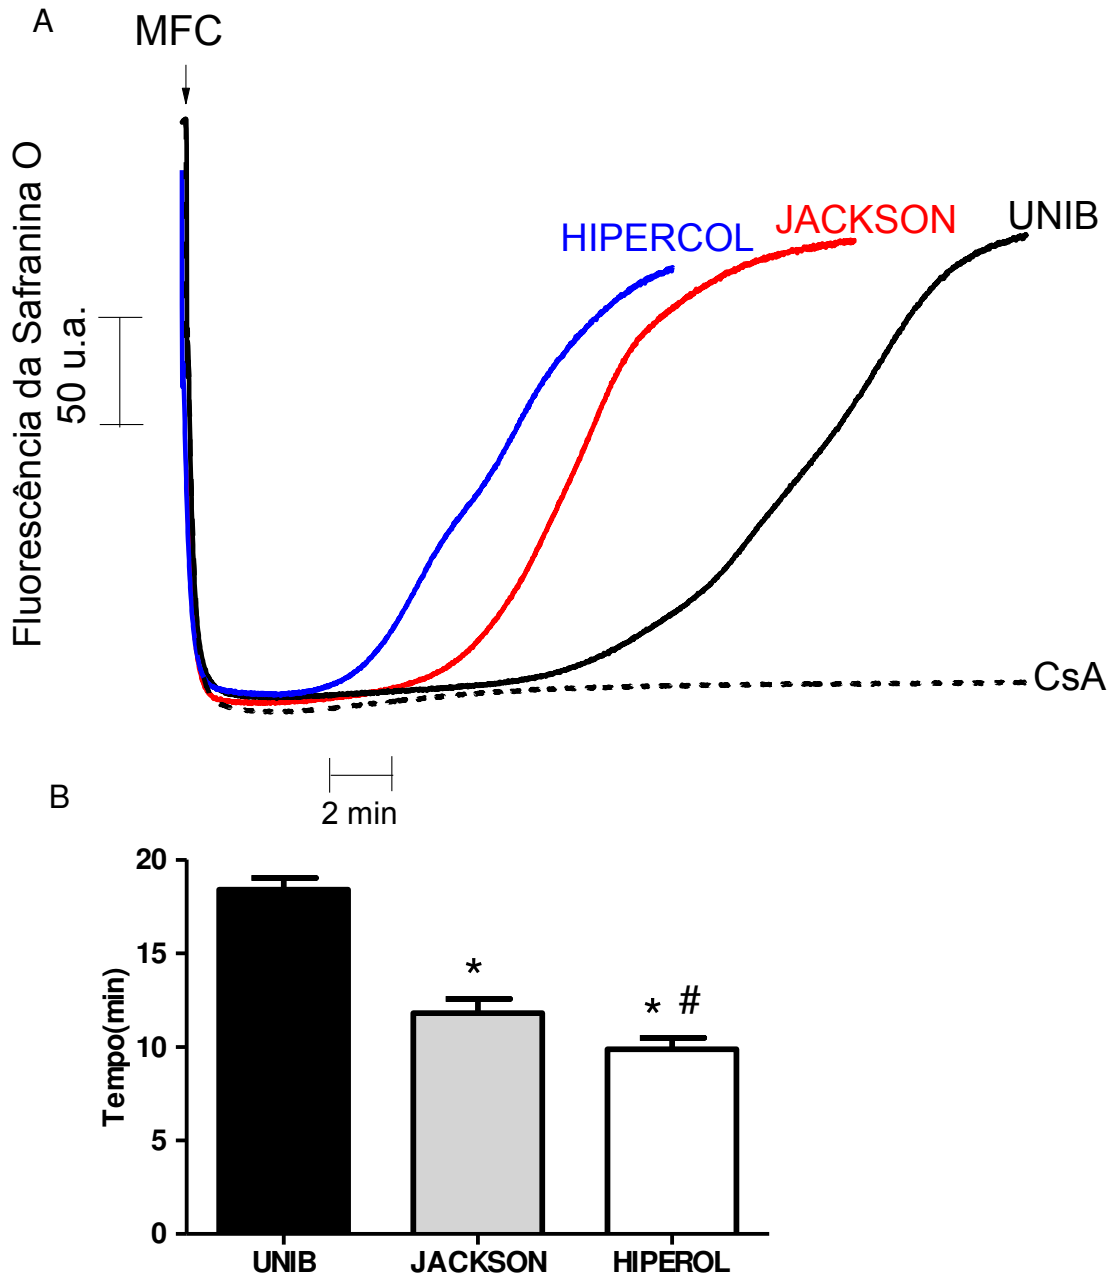 A
MFC
Fluorescência da Safranina O
50 u.a.
HIPERCOL
JACKSON
UNIB
CsA
2 min
B
Tempo(min)
20
15
10
5
0
*
* #
UNIB
JACKSON
HIPEROL